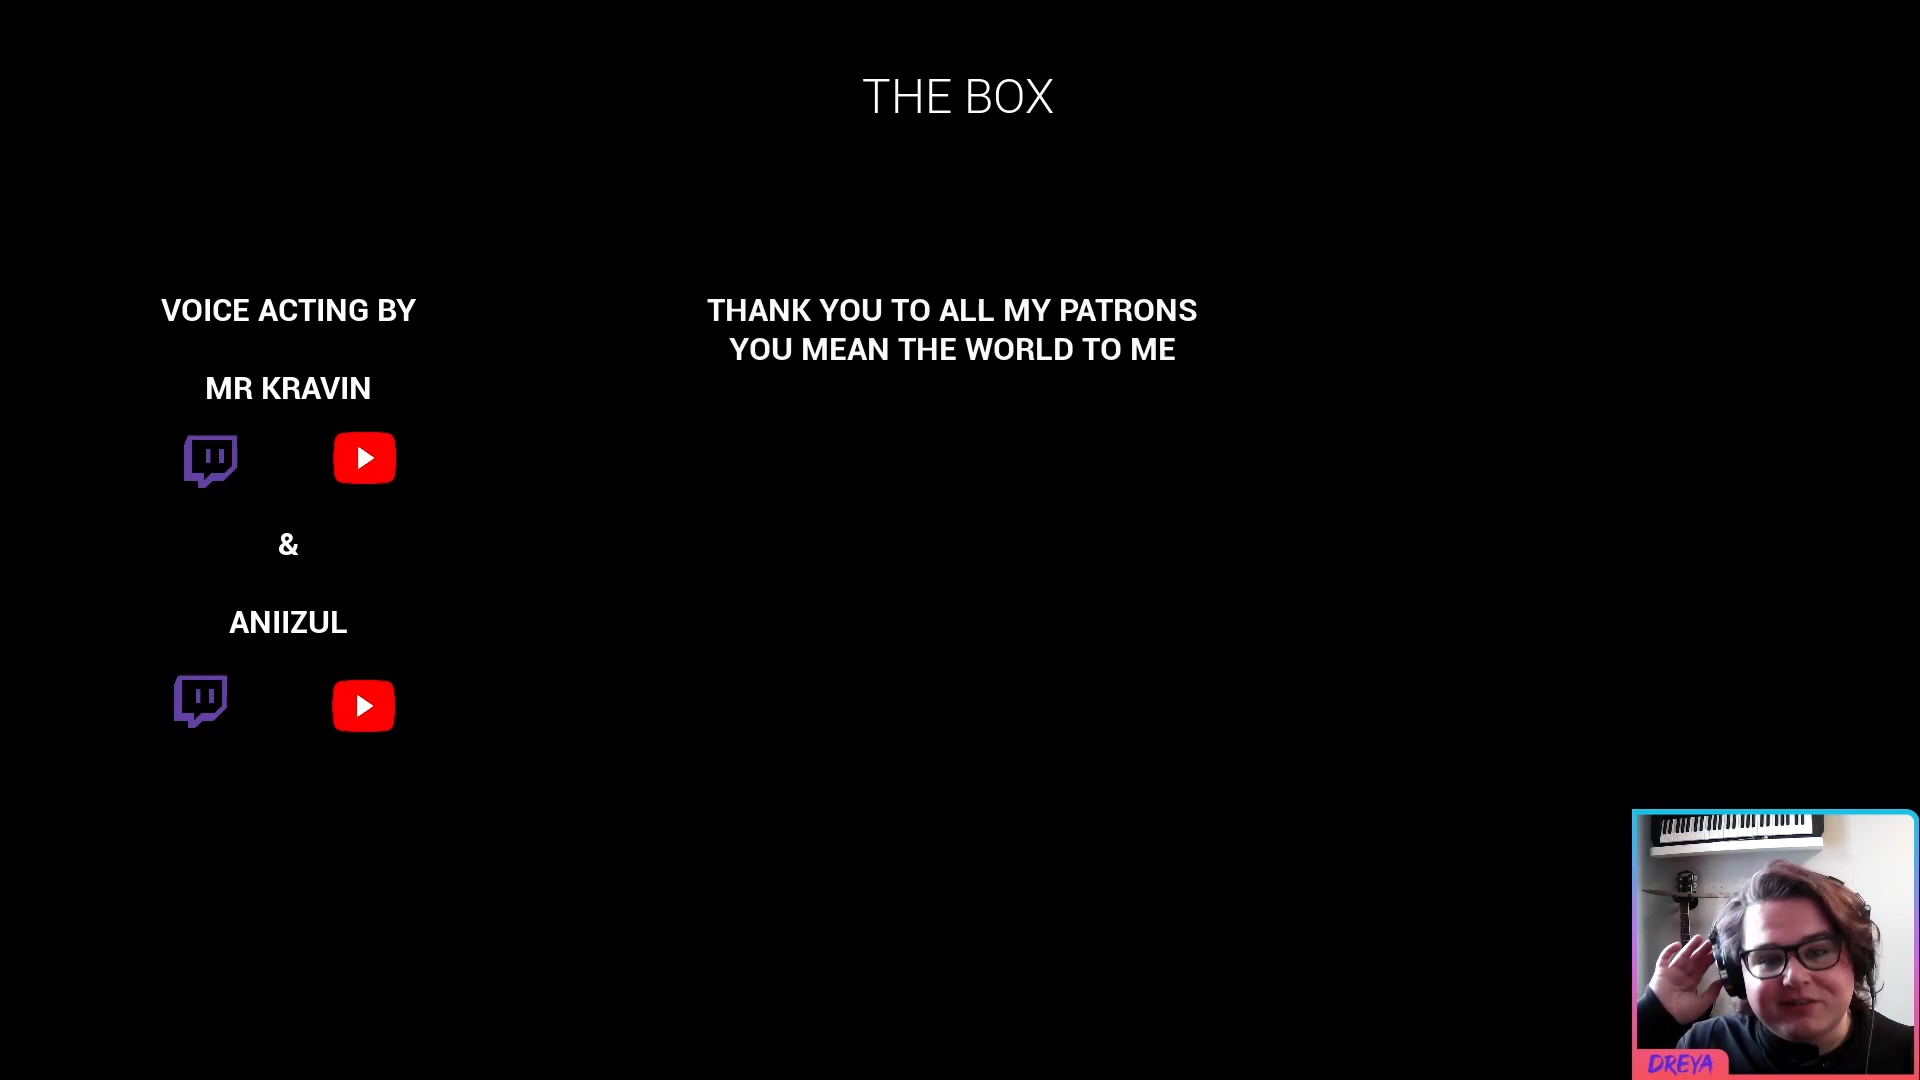 THE BOX
VOICE ACTING BY
MR KRAVIN
&
ANIIZUL
THANK YOU TO ALL MY PATRONS
YOU MEAN THE WORLD TO ME
DREYA